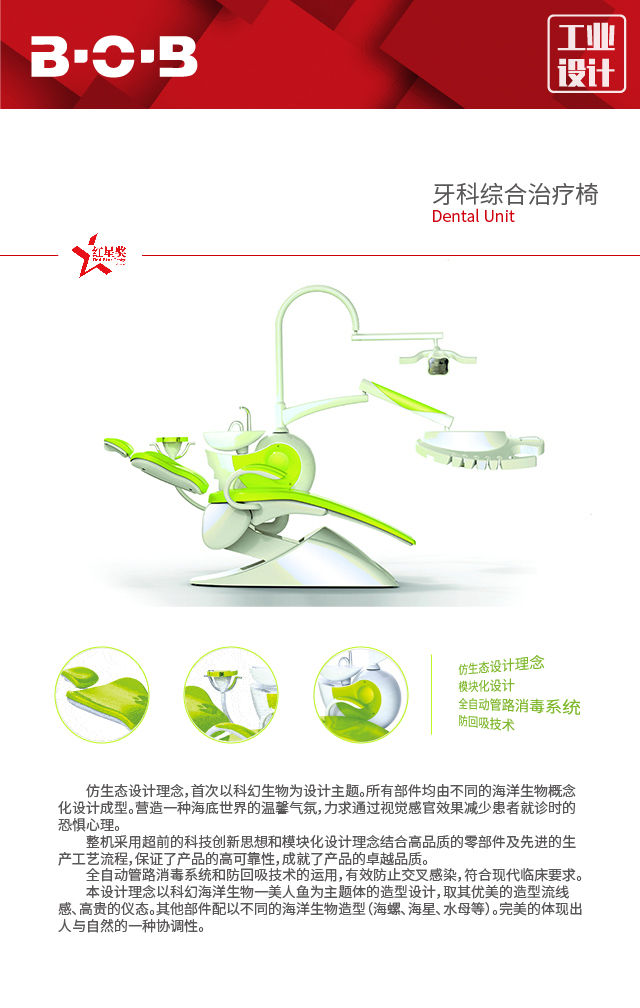 B·O·B
工业
设计
牙科综合治疗椅
Dental Unit
红星奖
仿生态设计理念
模块化设计
全自动管路消毒系统
防回吸技术
仿生态设计理念,首次以科幻生物为设计主题。所有部件均由不同的海洋生物概念
化设计成型。营造一种海底世界的温馨气氛,力求通过视觉感官效果减少患者就诊时的
恐惧心理。
整机采用超前的科技创新思想和模块化设计理念结合高品质的零部件及先进的生
产工艺流程,保证了产品的高可靠性,成就了产品的卓越品质。
全自动管路消毒系统和防回吸技术的运用,有效防止交叉感染,符合现代临床要求。
本设计理念以科幻海洋生物一美人鱼为主题体的造型设计,取其优美的造型流线
感、高贵的仪态。其他部件配以不同的海洋生物造型(海螺、海星、水母等)。完美的体现出
人与自然的一种协调性。